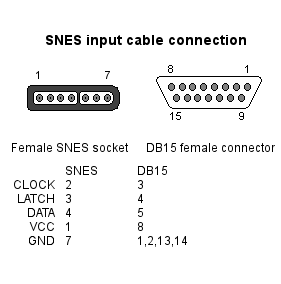 SNES input cable connection
1 7 8 1
15 9
Female SNES socket DB15 female connector
SNES DB15
CLOCK 2 3
LATCH 3 4
DATA 4 5
VCC 1 8
GND 7 1,2,13,14